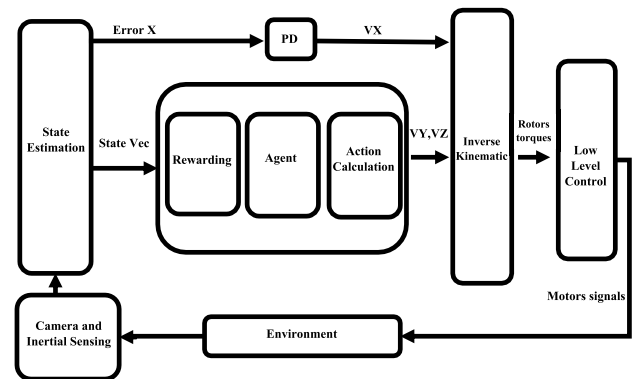 Error X
PD
VX
State
Estimation
State Vec
Rewarding
Agent
Action
Calculation
VY,VZ
Inverse
Kinematic
Rotors
torques
Low
Level
Control
Motors signals
Environment
Camera and
Inertial Sensing